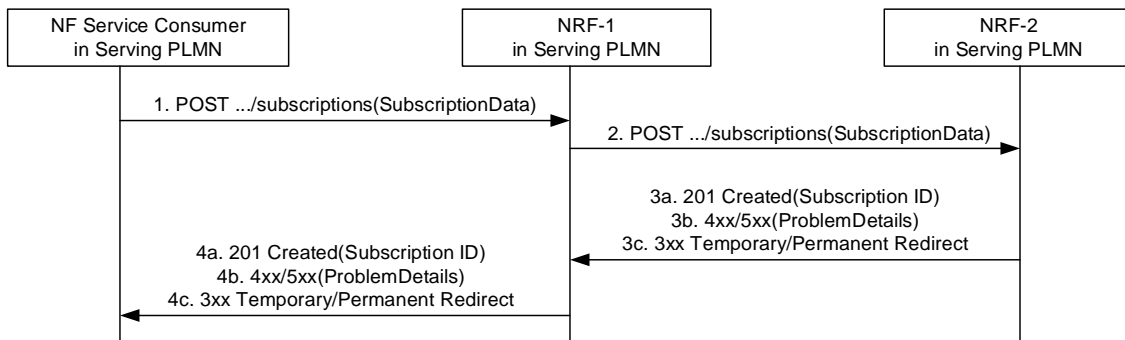 NF Service Consumer
in Serving PLMN
NRF-1
in Serving PLMN
NRF-2
in Serving PLMN
1. POST .../subscriptions(SubscriptionData)
2. POST .../subscriptions(SubscriptionData)
3a. 201 Created(Subscription ID)
3b. 4xx/5xx(ProblemDetails)
3c. 3xx Temporary/Permanent Redirect
4a. 201 Created(Subscription ID)
4b. 4xx/5xx(ProblemDetails)
4c. 3xx Temporary/Permanent Redirect